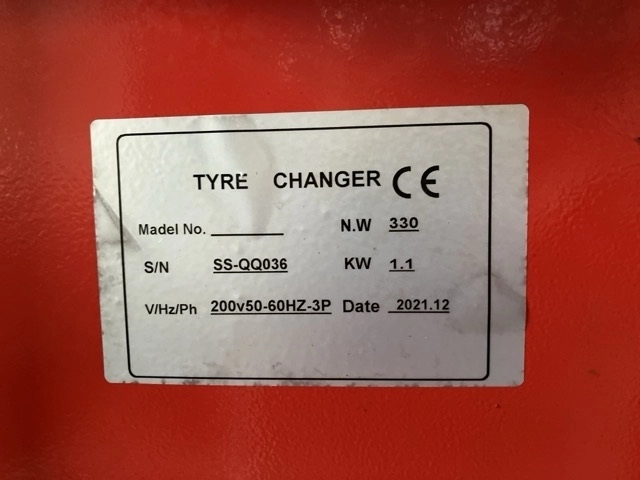 TYRE CHANGER CE
Madel No. ________ N.W 330
S/N SS-QQ036 KW 1.1
V/Hz/Ph 200v50-60HZ-3P Date 2021.12